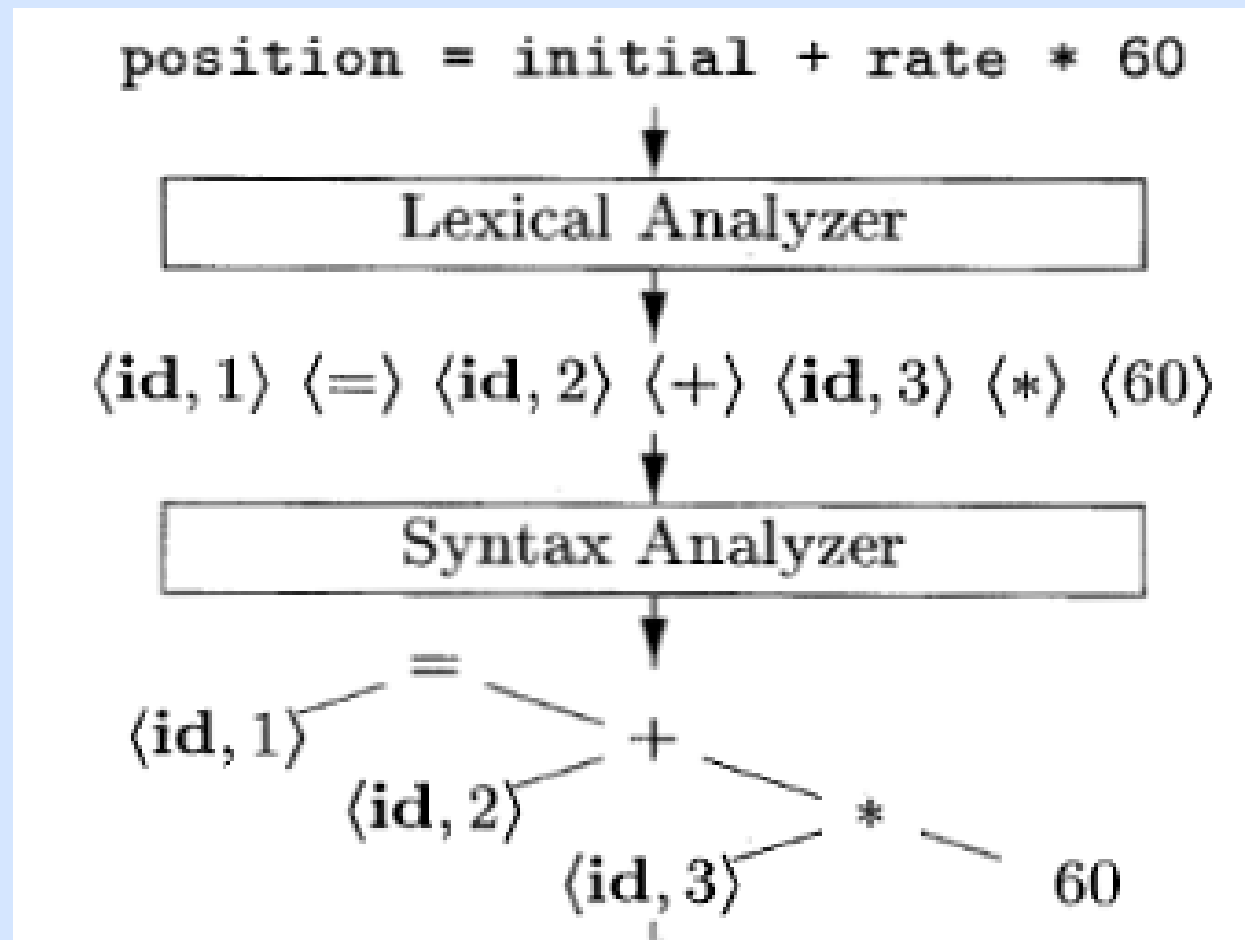 position = initial + rate * 60
Lexical Analyzer
⟨id, 1⟩ ⟨=⟩ ⟨id, 2⟩ ⟨+⟩ ⟨id, 3⟩ ⟨*⟩ ⟨60⟩
Syntax Analyzer
=
⟨id, 1⟩ +
⟨id, 2⟩ *
⟨id, 3⟩ 60